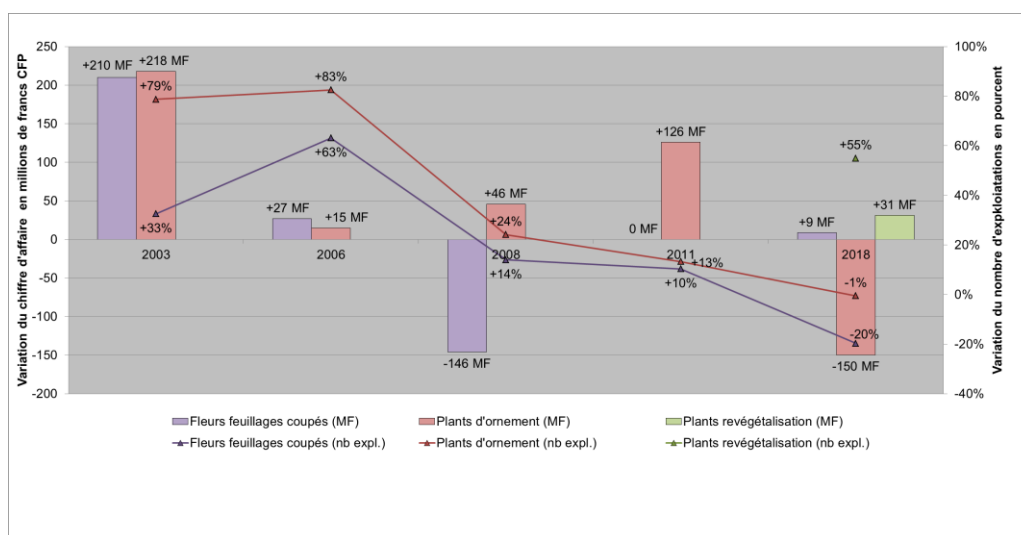 Variation du chiffre d'affaire en millions de francs CFP
250
200
150
100
50
0
-50
-100
-150
-200
+210 MF
+218 MF
+79%
+33%
2003
+83%
+63%
+27 MF
+15 MF
2006
+46 MF
+24%
2008
+14%
-146 MF
+126 MF
0 MF
2011
+13%
+10%
+55%
+31 MF
+9 MF
2018
-1%
-20%
-150 MF
100%
80%
60%
40%
20%
0%
-20%
-40%
Variation du nombre d'expkloiatations en pourcent
Fleurs feuillages coupés (MF)
Plants d'ornement (MF)
Plants revégétalisation (MF)
Fleurs feuillages coupés (nb expl.)
Plants d'ornement (nb expl.)
Plants revégétalisation (nb expl.)